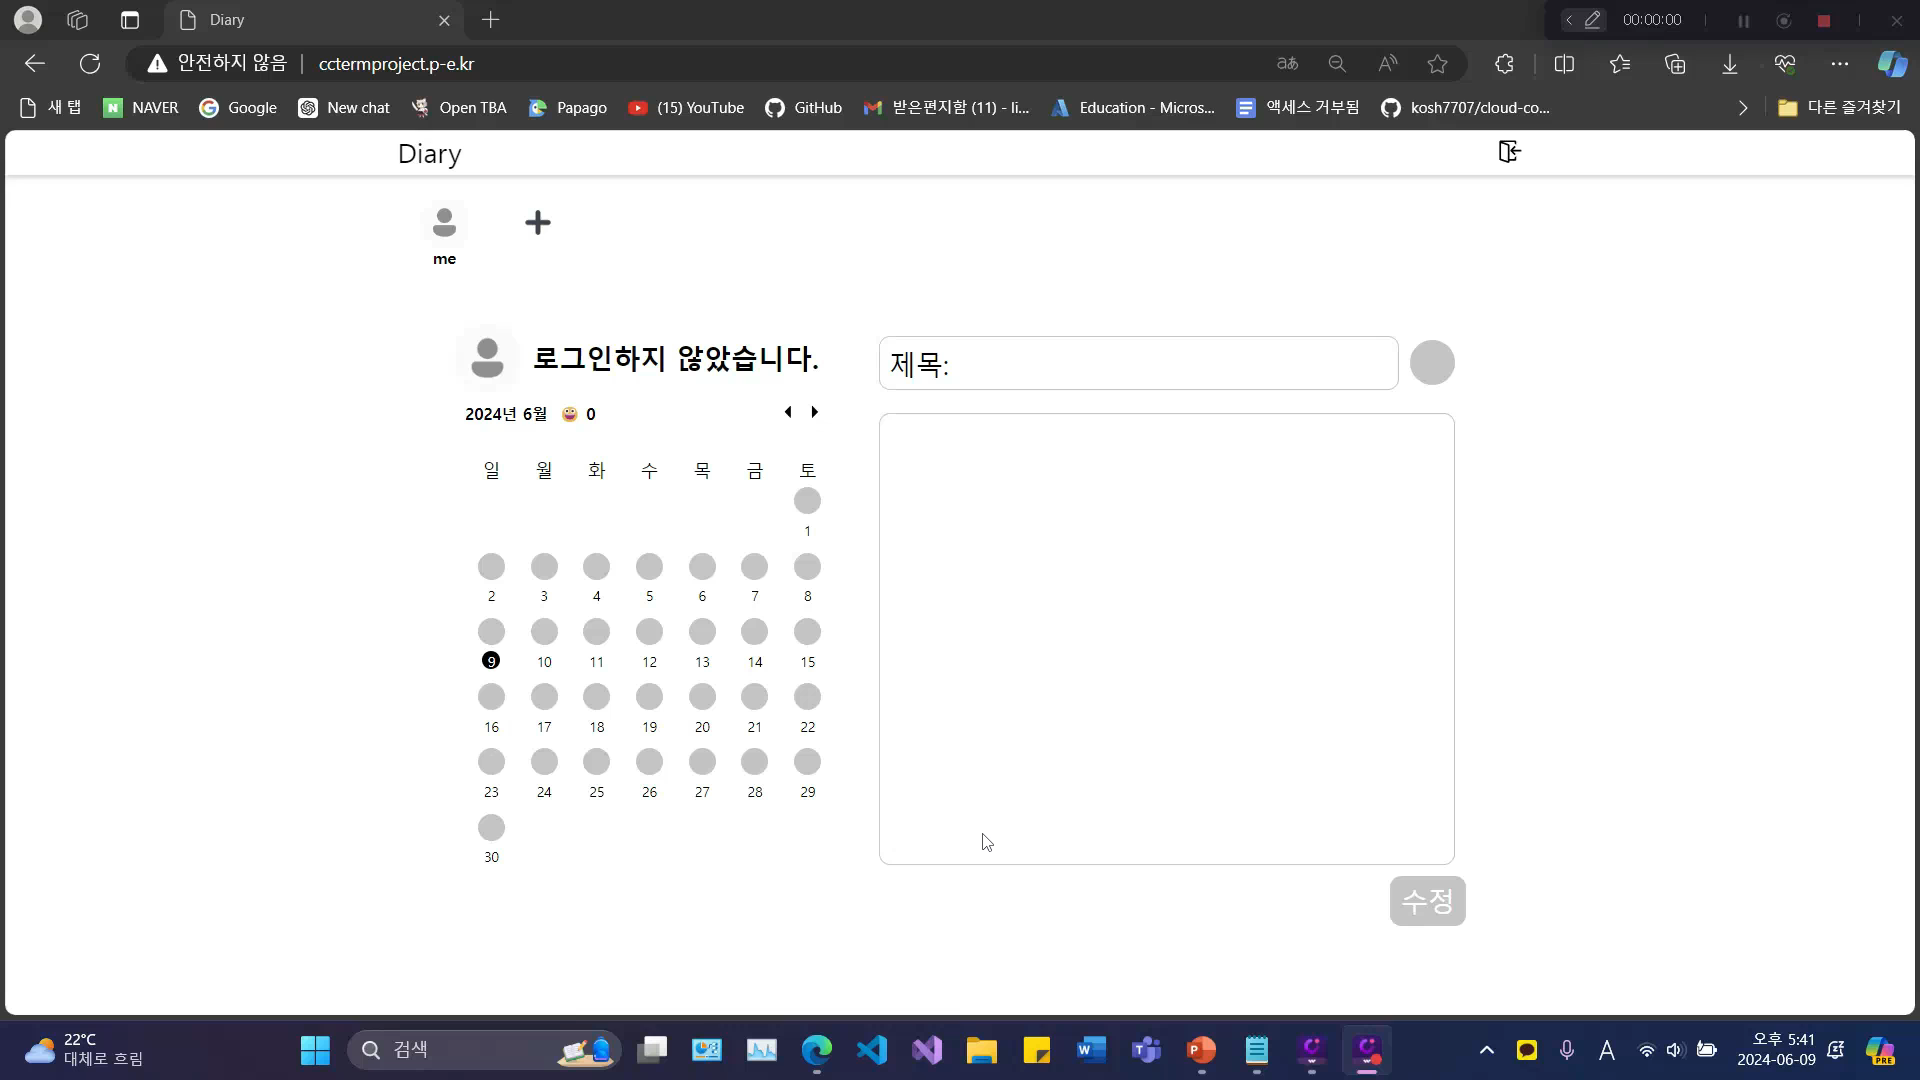 Diary
00:00:00
안전하지 않음
cctermproject.p-e.kr
새 탭
NAVER
Google
New chat
Open TBA
Papago
(15) YouTube
GitHub
받은편지함 (11) - li...
Education - Micros...
액세스 거부됨
kosh7707/cloud-co...
다른 즐겨찾기
Diary
me
로그인하지 않았습니다.
제목:
2024년 6월 0
일 월 화 수 목 금 토
1
2 3 4 5 6 7 8
9 10 11 12 13 14 15
16 17 18 19 20 21 22
23 24 25 26 27 28 29
30
수정
22°C
대체로 흐림
검색
A
오후 5:41
2024-06-09
PRE